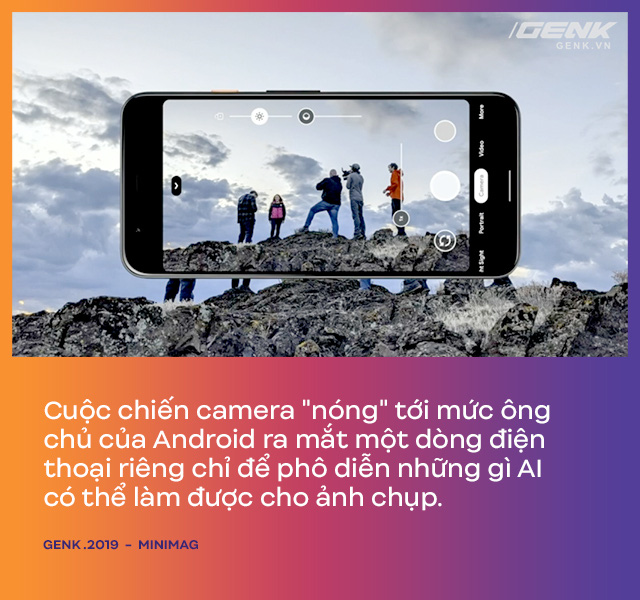 /GENK
GENK.VN
More
Video
Camera
Portrait
ht Sight
Cuộc chiến camera "nóng" tới mức ông
chủ của Android ra mắt một dòng điện
thoại riêng chỉ để phô diễn những gì AI
có thể làm được cho ảnh chụp.
GENK.2019 – MINIMAG